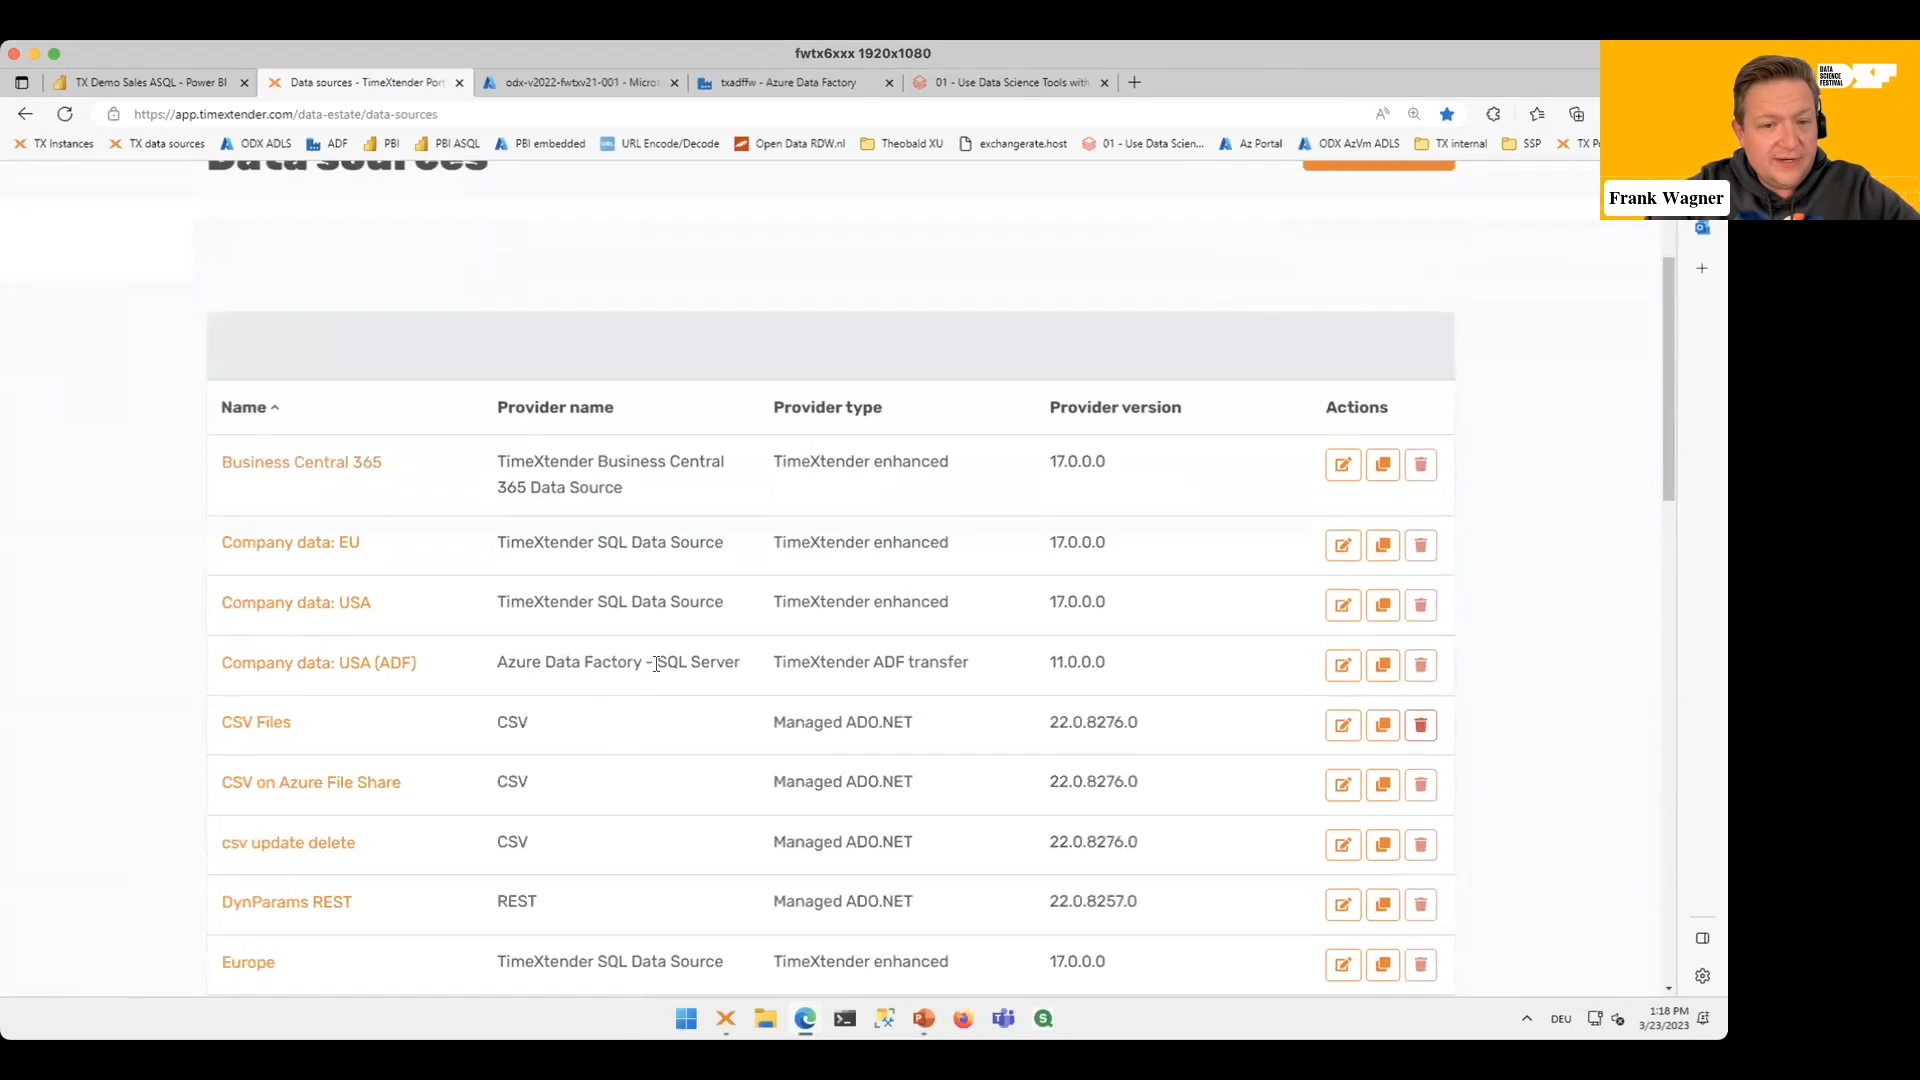 fwtx6xxx 1920x1080
TX Demo Sales ASQL - Power BI
Data sources - TimeXtender Por
odx-v2022-fwtxv21-001 - Micros
txadffw - Azure Data Factory
01 - Use Data Science Tools with
https://app.timextender.com/data-estate/data-sources
TX Instances
TX data sources
ODX ADLS
ADF
PBI
PBI ASQL
PBI embedded
URL Encode/Decode
Open Data RDW.nl
Theobald XU
exchangerate.host
01 - Use Data Scien...
Az Portal
ODX AzVm ADLS
TX internal
SSP
DATA
SCIENCE
FESTIVAL
Frank Wagner
Data sources
Name Provider name Provider type Provider version Actions
Business Central 365 TimeXtender Business Central TimeXtender enhanced 17.0.0.0
365 Data Source
Company data: EU TimeXtender SQL Data Source TimeXtender enhanced 17.0.0.0
Company data: USA TimeXtender SQL Data Source TimeXtender enhanced 17.0.0.0
Company data: USA (ADF) Azure Data Factory - SQL Server TimeXtender ADF transfer 11.0.0.0
CSV Files CSV Managed ADO.NET 22.0.8276.0
CSV on Azure File Share CSV Managed ADO.NET 22.0.8276.0
csv update delete CSV Managed ADO.NET 22.0.8276.0
DynParams REST REST Managed ADO.NET 22.0.8257.0
Europe TimeXtender SQL Data Source TimeXtender enhanced 17.0.0.0
DEU
1:18 PM
3/23/2023